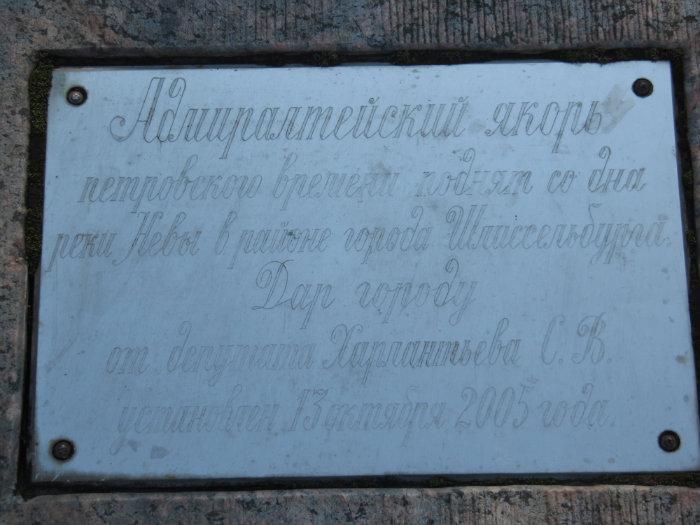 Адмиралтейский якорь
петровского времени поднят со дна
реки Невы в районе города Шлиссельбурга.
Дар городу
от депутата Харлантьева С. В.
установлен 13 октября 2005 года.